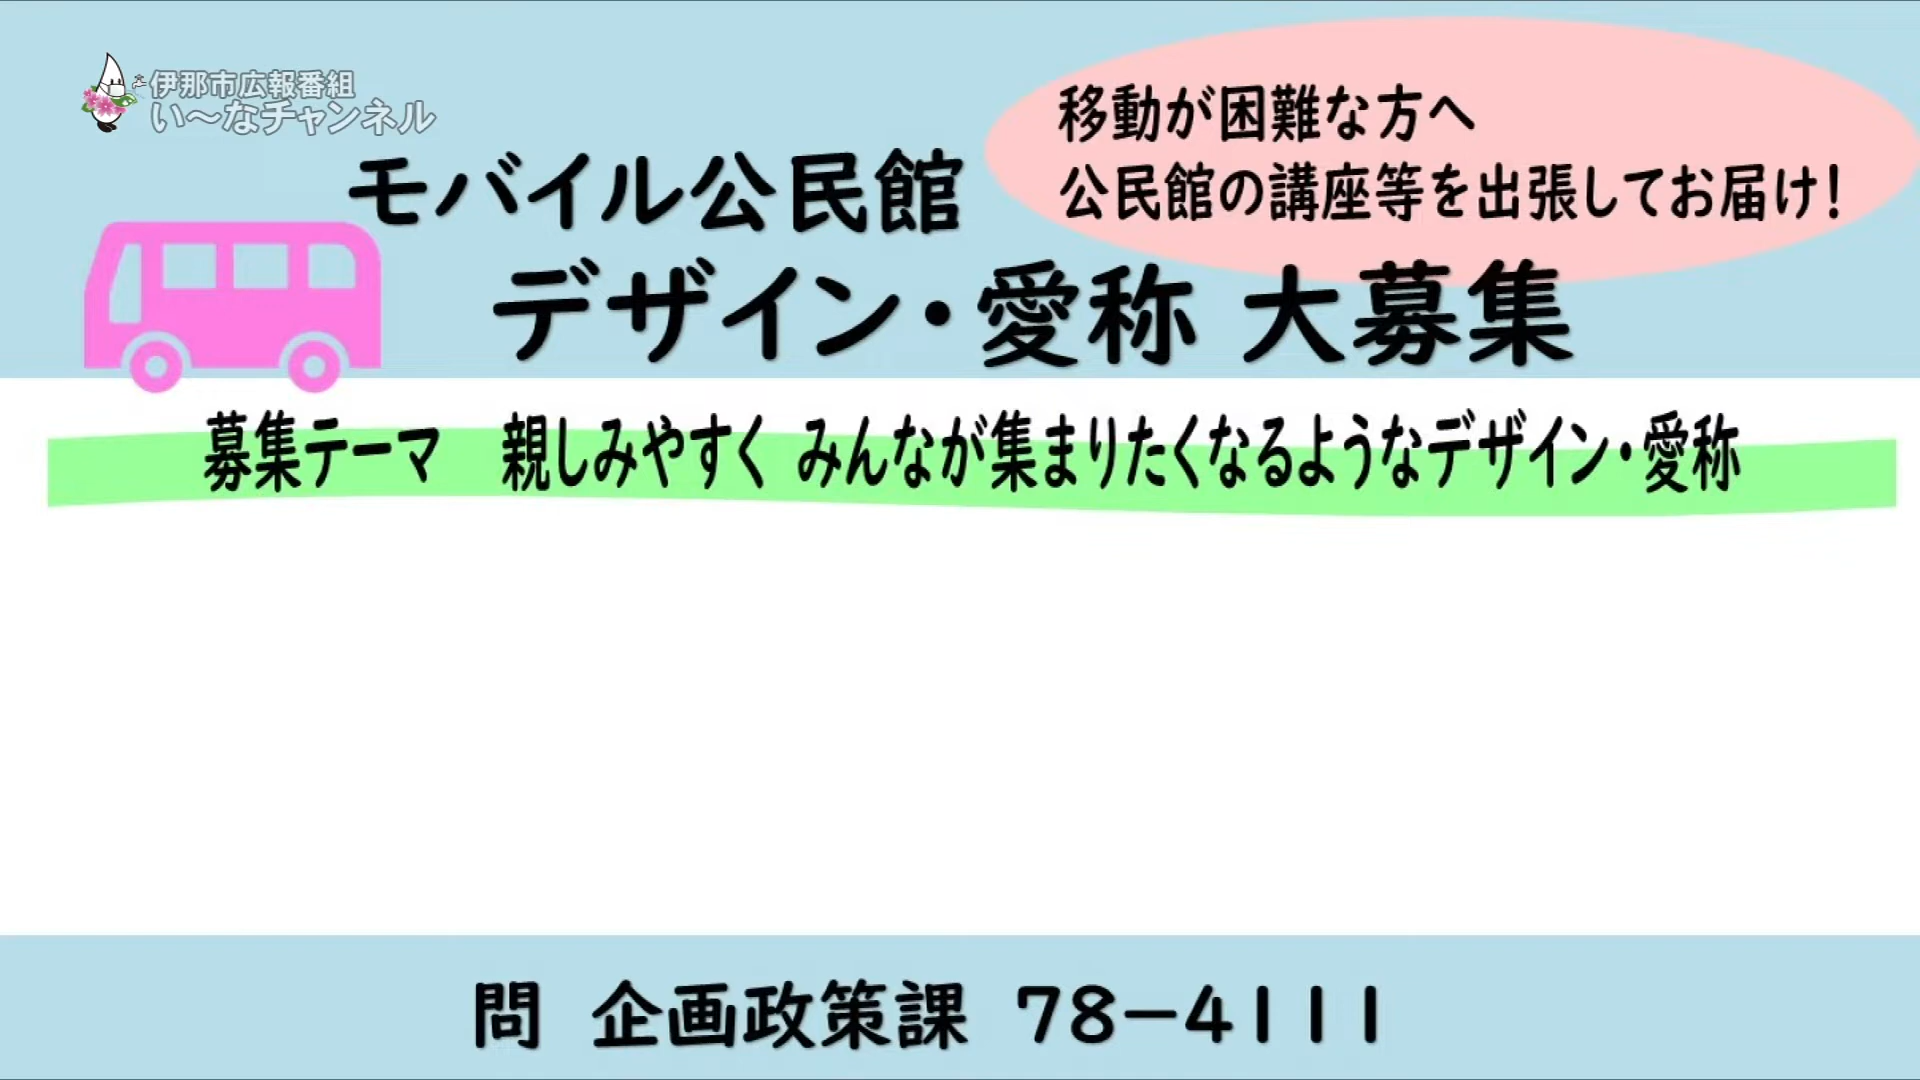 伊那市広報番組
い～なチャンネル
移動が困難な方へ
公民館の講座等を出張してお届け！
モバイル公民館
デザイン・愛称 大募集
募集テーマ　親しみやすく みんなが集まりたくなるようなデザイン・愛称
問 企画政策課 78-4111